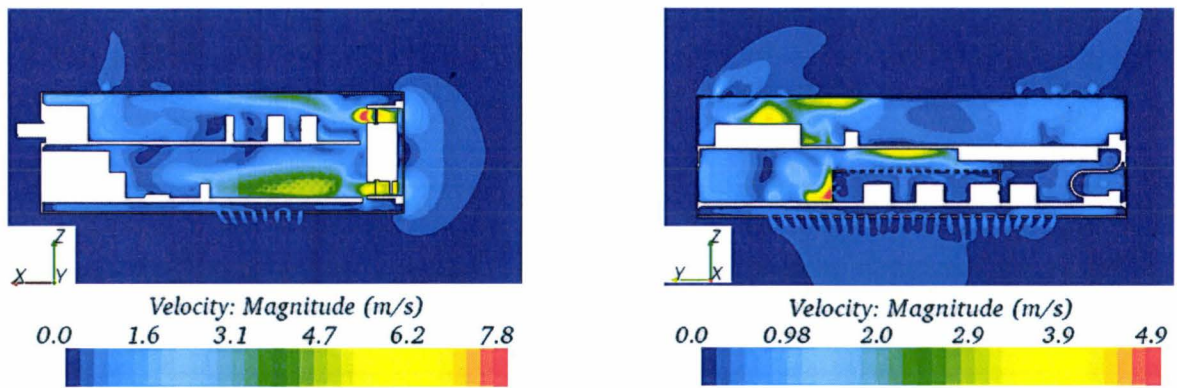 Z
X Y
Velocity: Magnitude (m/s)
0.0 1.6 3.1 4.7 6.2 7.8
Z
Y X
Velocity: Magnitude (m/s)
0.0 0.98 2.0 2.9 3.9 4.9